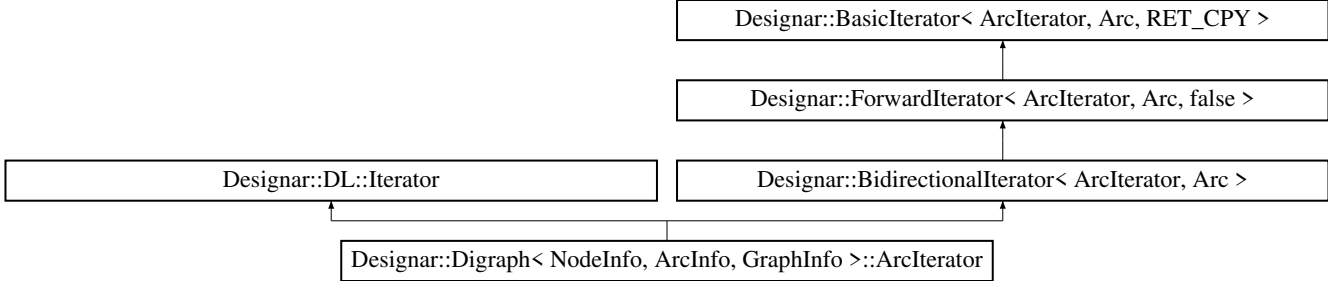 Designar::BasicIterator< ArcIterator, Arc, RET_CPY >
Designar::ForwardIterator< ArcIterator, Arc, false >
Designar::DL::Iterator
Designar::BidirectionalIterator< ArcIterator, Arc >
Designar::Digraph< NodeInfo, ArcInfo, GraphInfo >::ArcIterator